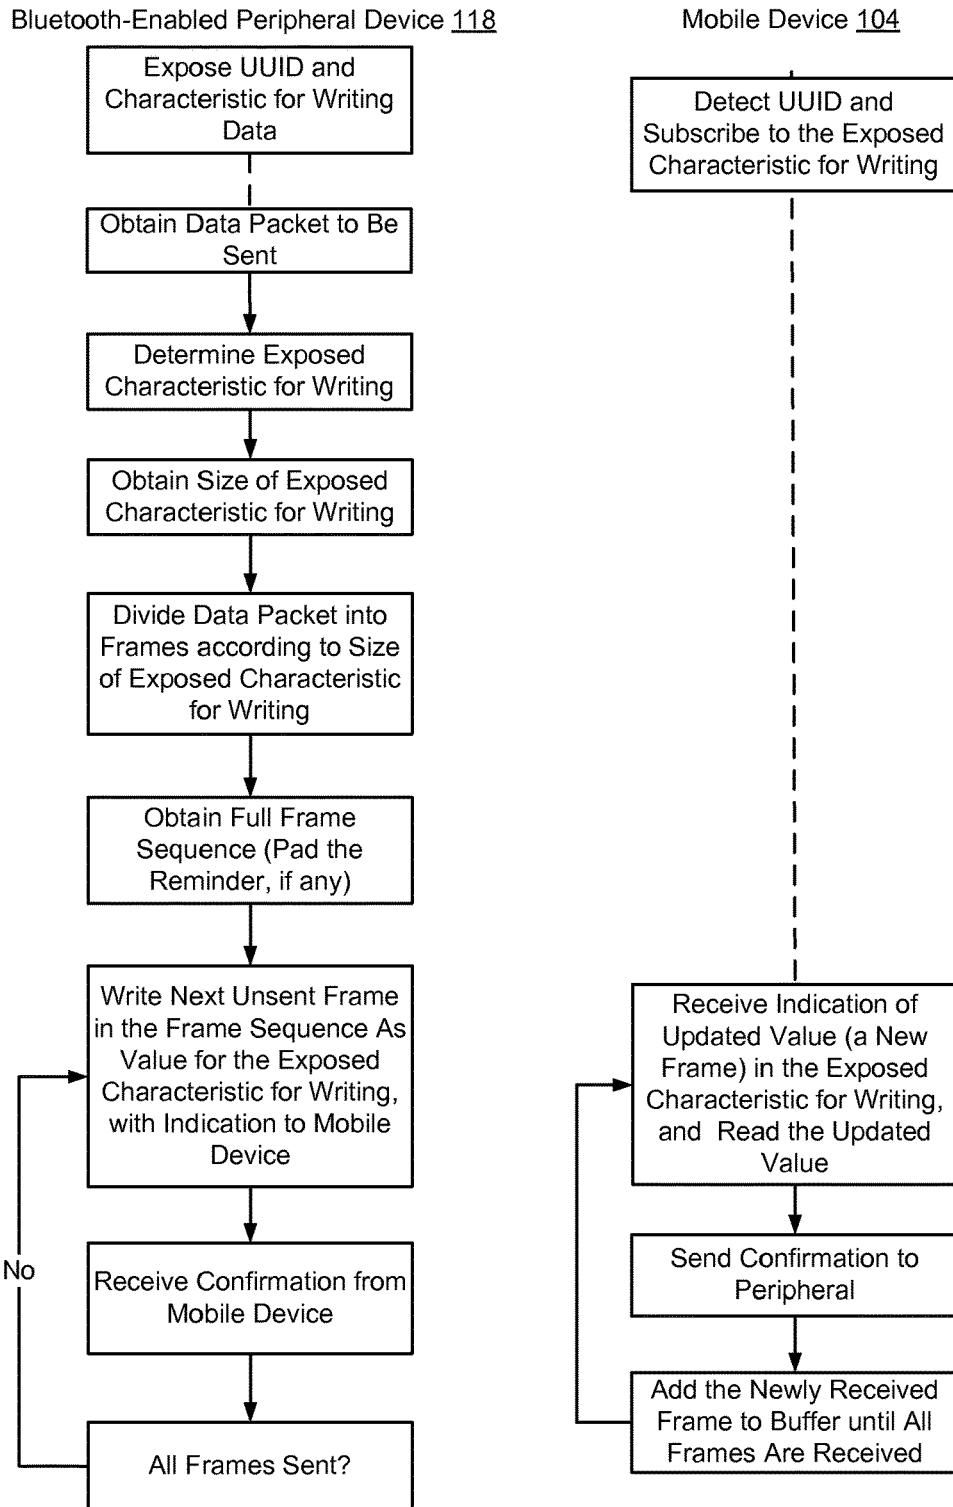 Bluetooth-Enabled Peripheral Device 118
Mobile Device 104
Expose UUID and
Characteristic for Writing
Data
Detect UUID and
Subscribe to the Exposed
Characteristic for Writing
Obtain Data Packet to Be
Sent
Determine Exposed
Characteristic for Writing
Obtain Size of Exposed
Characteristic for Writing
Divide Data Packet into
Frames according to Size
of Exposed Characteristic
for Writing
Obtain Full Frame
Sequence (Pad the
Reminder, if any)
Write Next Unsent Frame
in the Frame Sequence As
Value for the Exposed
Characteristic for Writing,
with Indication to Mobile
Device
Receive Indication of
Updated Value (a New
Frame) in the Exposed
Characteristic for Writing,
and Read the Updated
Value
Receive Confirmation from
Mobile Device
Send Confirmation to
Peripheral
No
All Frames Sent?
Add the Newly Received
Frame to Buffer until All
Frames Are Received